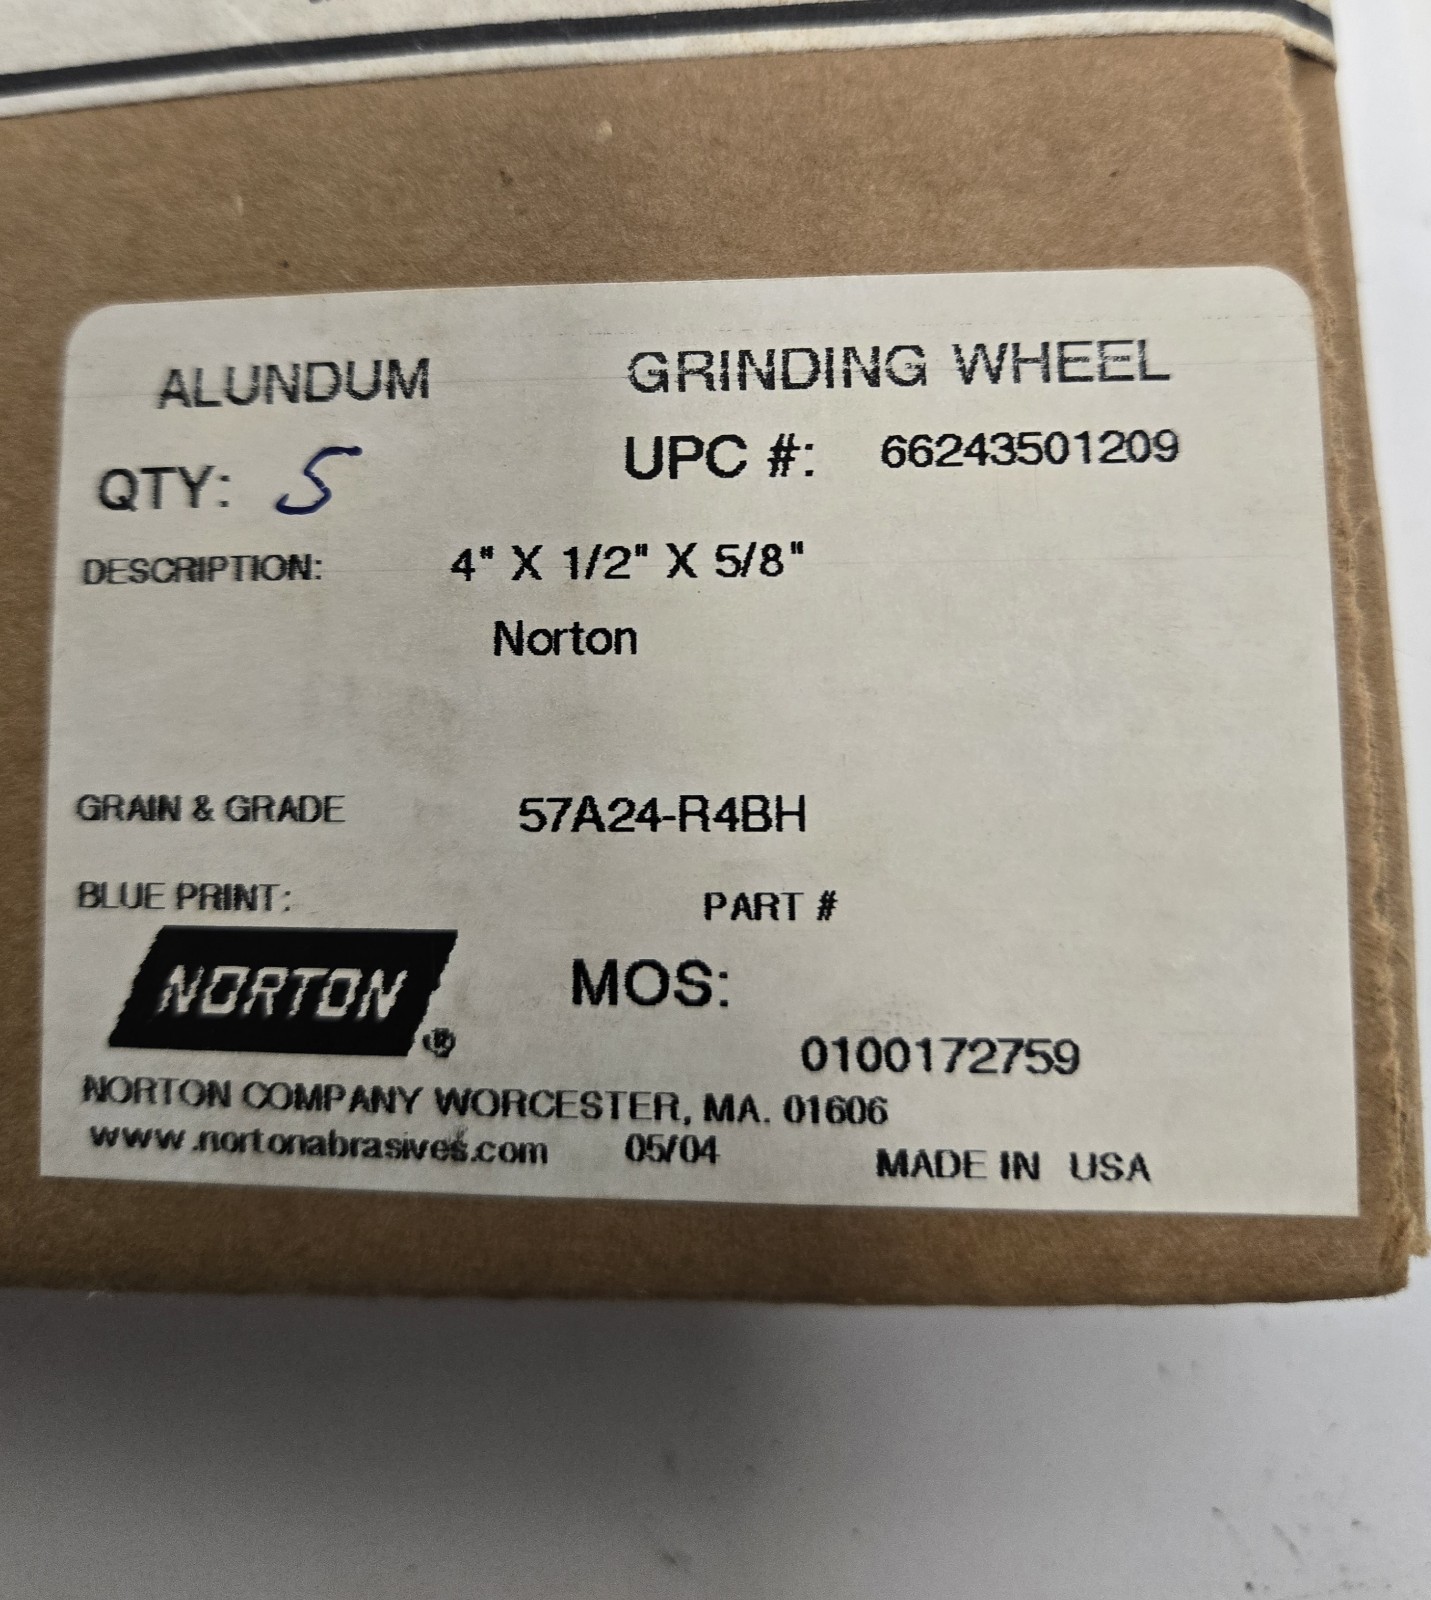 ALUNDUM GRINDING WHEEL
QTY: 5 UPC #: 66243501209
DESCRIPTION: 4" X 1/2" X 5/8"
Norton
GRAIN & GRADE 57A24-R4BH
BLUE PRINT: PART #
NORTON® MOS:
0100172759
NORTON COMPANY WORCESTER, MA. 01606
www.nortonabrasives.com 05/04 MADE IN USA